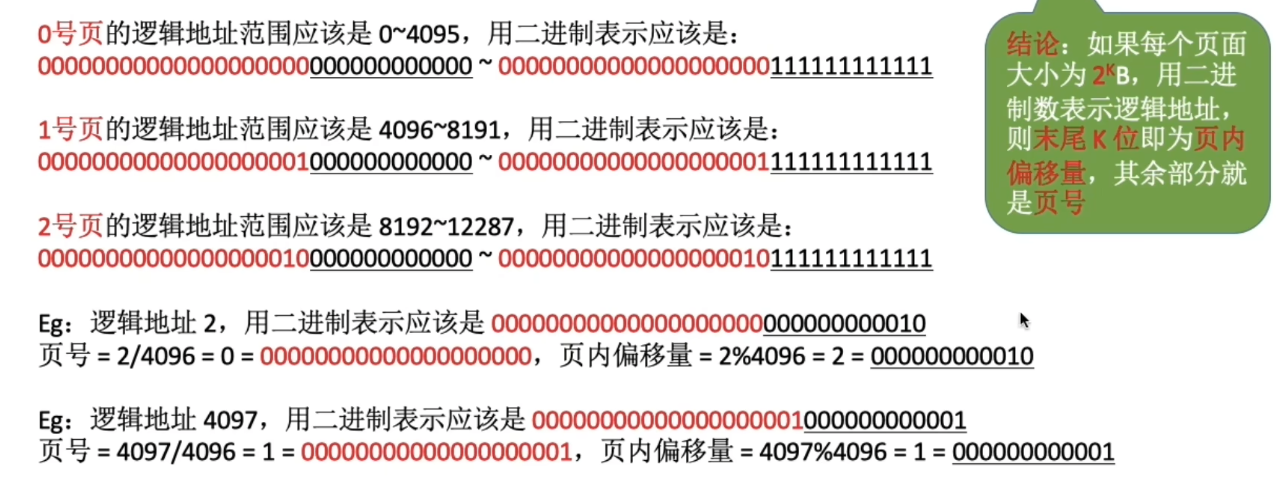 0号页的逻辑地址范围应该是 0~4095，用二进制表示应该是：
00000000000000000000000000000000 ~ 00000000000000000000111111111111
1号页的逻辑地址范围应该是 4096~8191，用二进制表示应该是：
00000000000000000001000000000000 ~ 00000000000000000001111111111111
2号页的逻辑地址范围应该是 8192~12287，用二进制表示应该是：
00000000000000000010000000000000 ~ 00000000000000000010111111111111
Eg：逻辑地址 2，用二进制表示应该是 00000000000000000000000000000010
页号 = 2/4096 = 0 = 00000000000000000000，页内偏移量 = 2%4096 = 2 = 000000000010
Eg：逻辑地址 4097，用二进制表示应该是 00000000000000000001000000000001
页号 = 4097/4096 = 1 = 00000000000000000001，页内偏移量 = 4097%4096 = 1 = 000000000001
结论：如果每个页面
大小为 2ᴷB，用二进
制数表示逻辑地址，
则末尾 K 位即为页内
偏移量，其余部分就
是页号